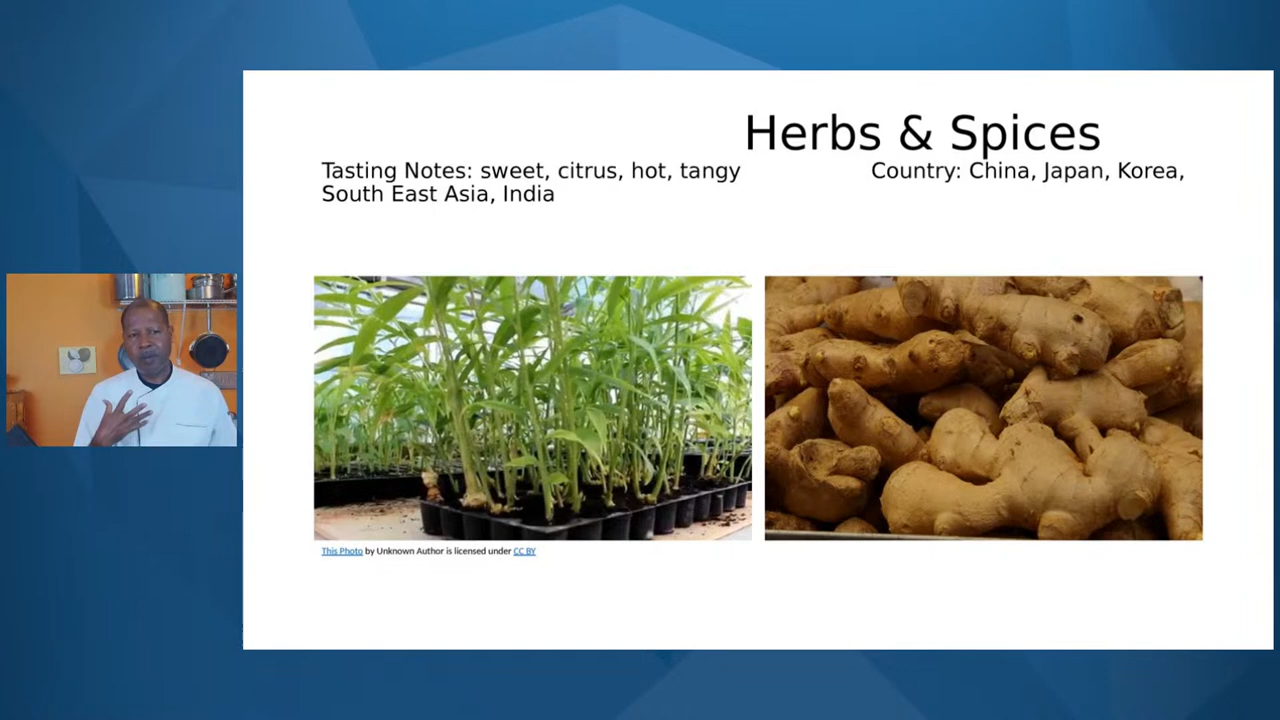 Herbs & Spices
Tasting Notes: sweet, citrus, hot, tangy Country: China, Japan, Korea,
South East Asia, India
This Photo by Unknown Author is licensed under CC BY